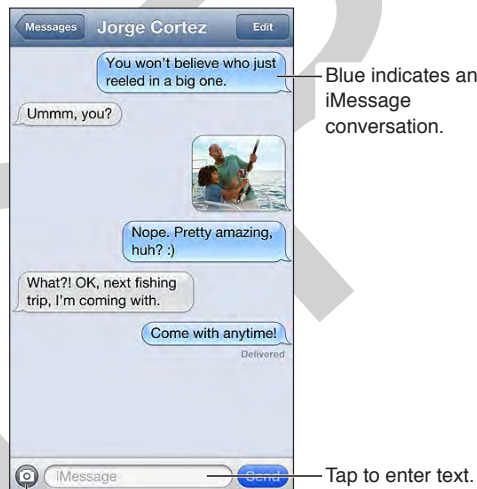 Messages Jorge Cortez Edit
You won't believe who just
reeled in a big one.
Blue indicates an
iMessage
conversation.
Ummm, you?
Nope. Pretty amazing,
huh? :)
What?! OK, next fishing
trip, I'm coming with.
Come with anytime!
Delivered
iMessage Send
Tap to enter text.